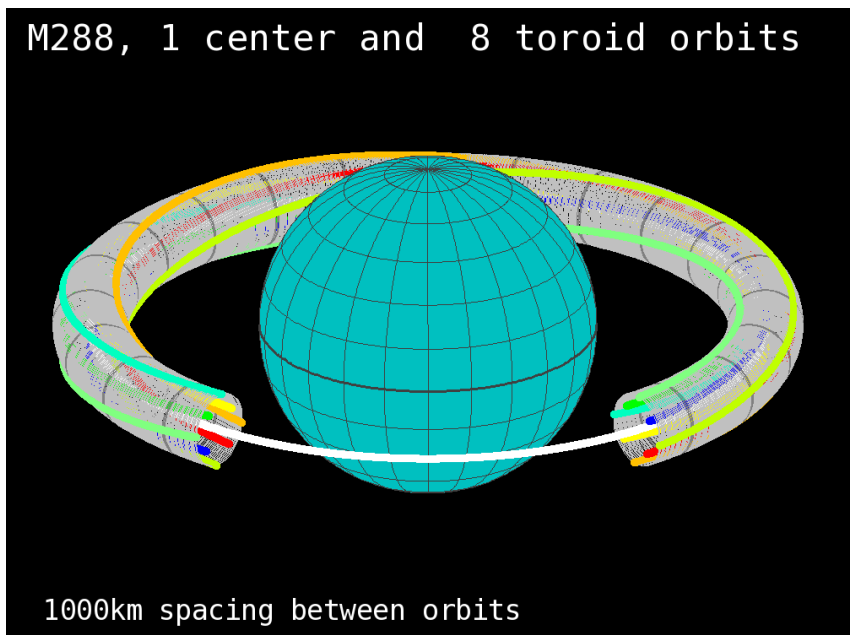 M288, 1 center and  8 toroid orbits
1000km spacing between orbits